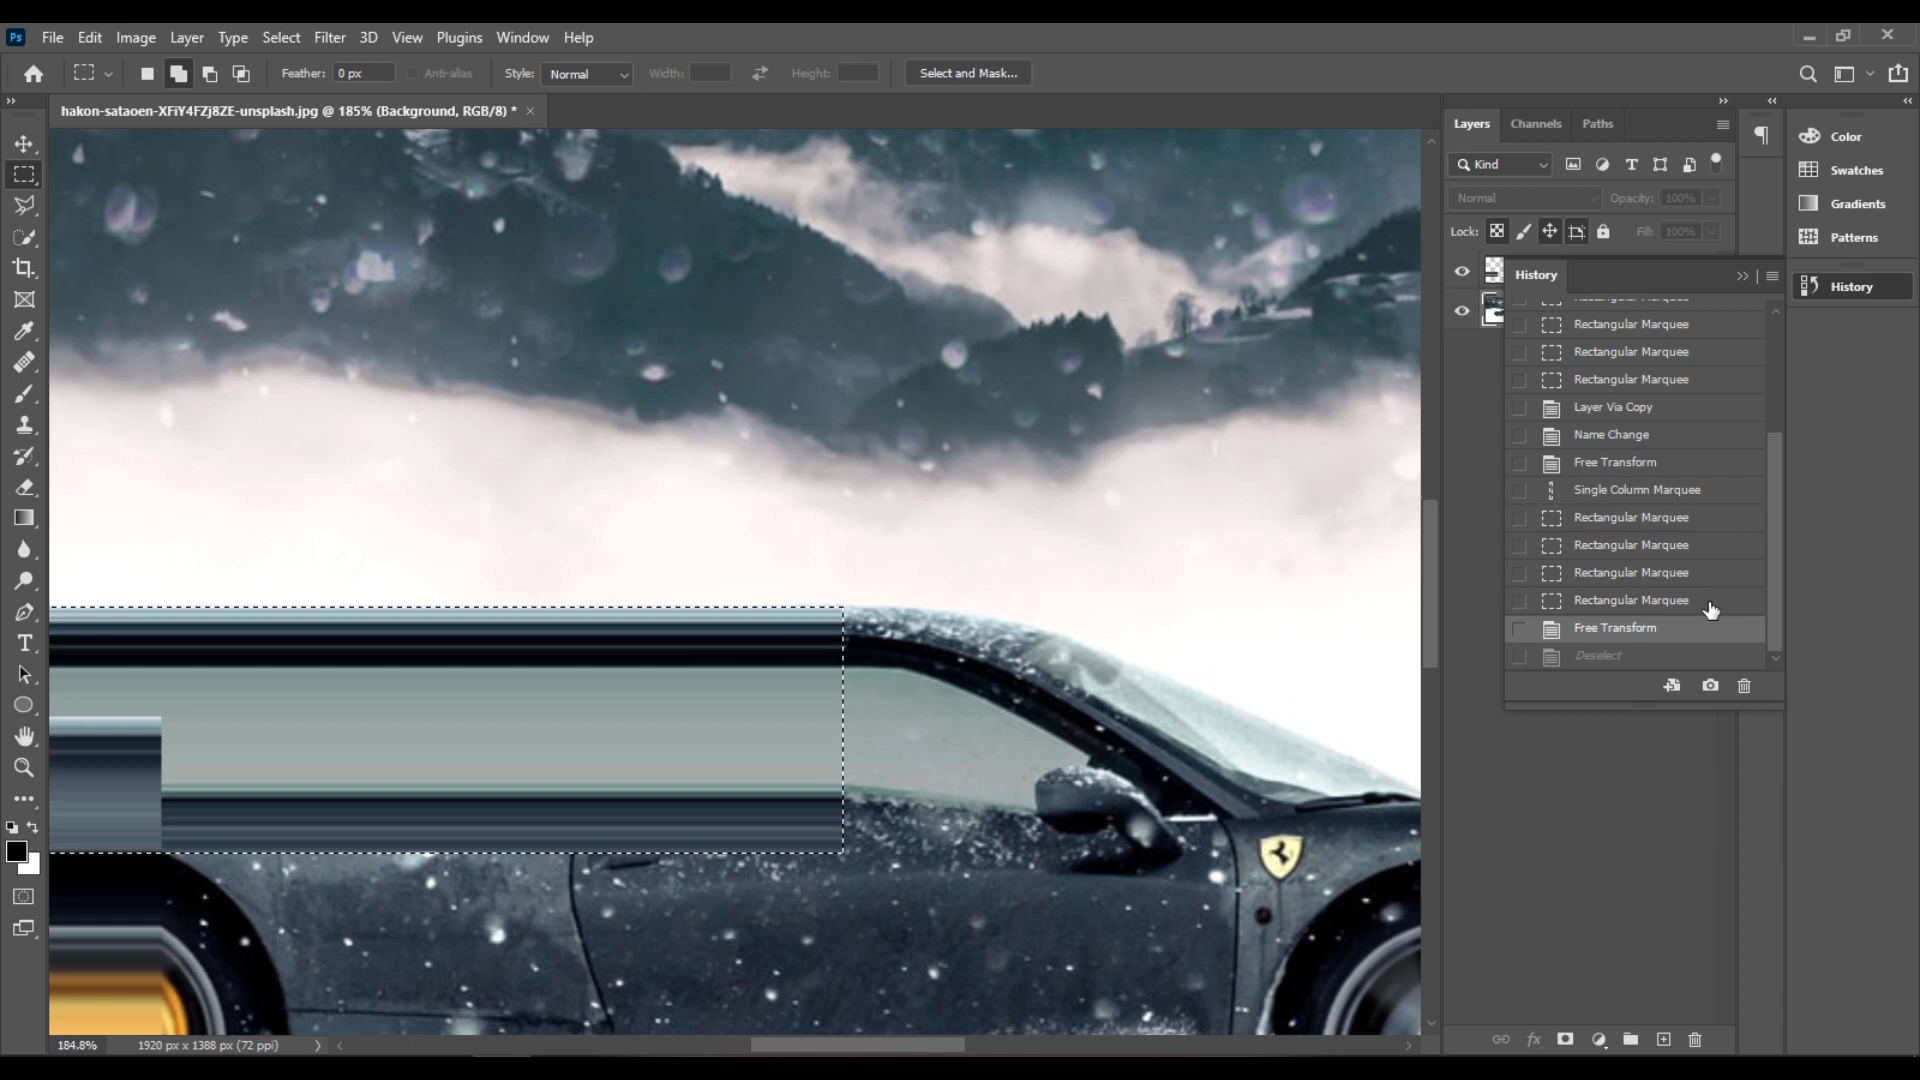 Ps File Edit Image Layer Type Select Filter 3D View Plugins Window Help
Feather: 0 px Anti-alias Style: Normal Width: Height: Select and Mask...
hakon-sataoen-XFiY4FZj8ZE-unsplash.jpg @ 185% (Background, RGB/8) *
Layers Channels Paths
Kind
Normal Opacity: 100%
Lock: Fill: 100%
History
Rectangular Marquee
Rectangular Marquee
Rectangular Marquee
Rectangular Marquee
Layer Via Copy
Name Change
Free Transform
Single Column Marquee
Rectangular Marquee
Rectangular Marquee
Rectangular Marquee
Rectangular Marquee
Free Transform
Deselect
Color
Swatches
Gradients
Patterns
History
184.8% 1920 px x 1388 px (72 ppi)